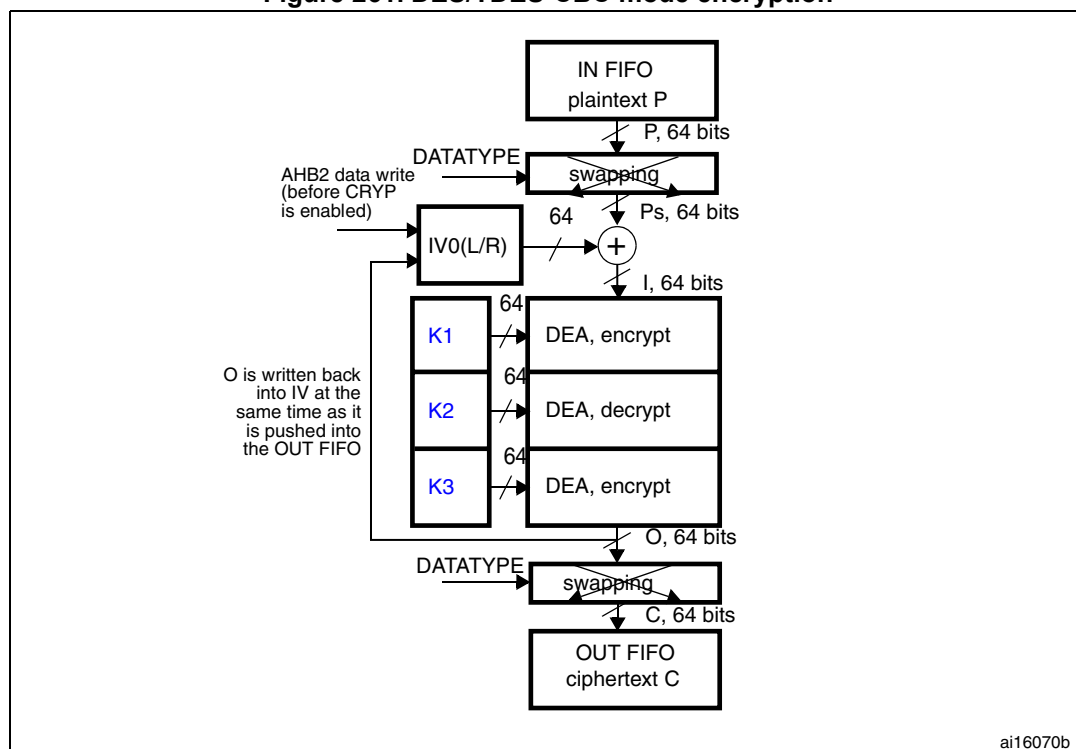 Figure DES/TDES-CBC mode encryption
IN FIFO
plaintext P
P, 64 bits
DATATYPE
swapping
AHB2 data write
(before CRYP
is enabled)
Ps, 64 bits
64
IV0(L/R)
+
I, 64 bits
64
K1
DEA, encrypt
64
K2
DEA, decrypt
64
K3
DEA, encrypt
O is written back
into IV at the
same time as it
is pushed into
the OUT FIFO
O, 64 bits
DATATYPE
swapping
C, 64 bits
OUT FIFO
ciphertext C
ai16070b